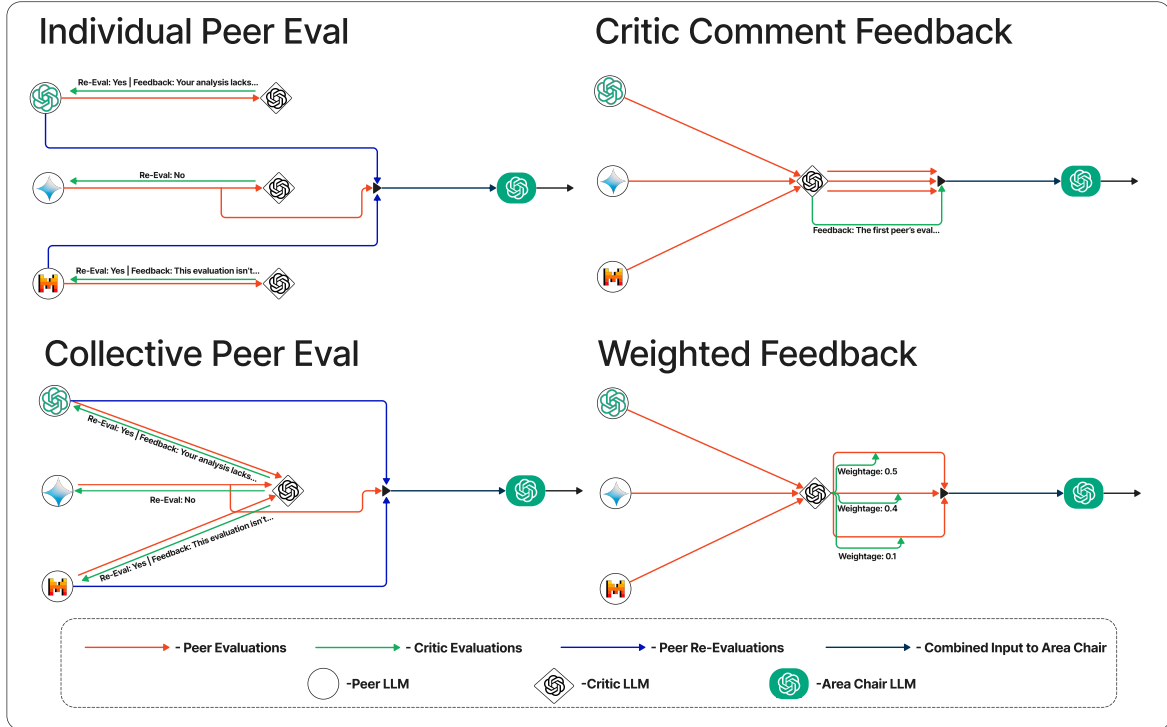 Individual Peer Eval
Re-Eval: Yes | Feedback: Your analysis lacks...
Re-Eval: No
Re-Eval: Yes | Feedback: This evaluation isn't...
Critic Comment Feedback
Feedback: The first peer's eval...
Collective Peer Eval
Re-Eval: Yes | Feedback: Your analysis lacks...
Re-Eval: No
Re-Eval: Yes | Feedback: This evaluation isn't...
Weighted Feedback
Weightage: 0.5
Weightage: 0.4
Weightage: 0.1
- Peer Evaluations
- Critic Evaluations
- Peer Re-Evaluations
- Combined Input to Area Chair
-Peer LLM
-Critic LLM
-Area Chair LLM